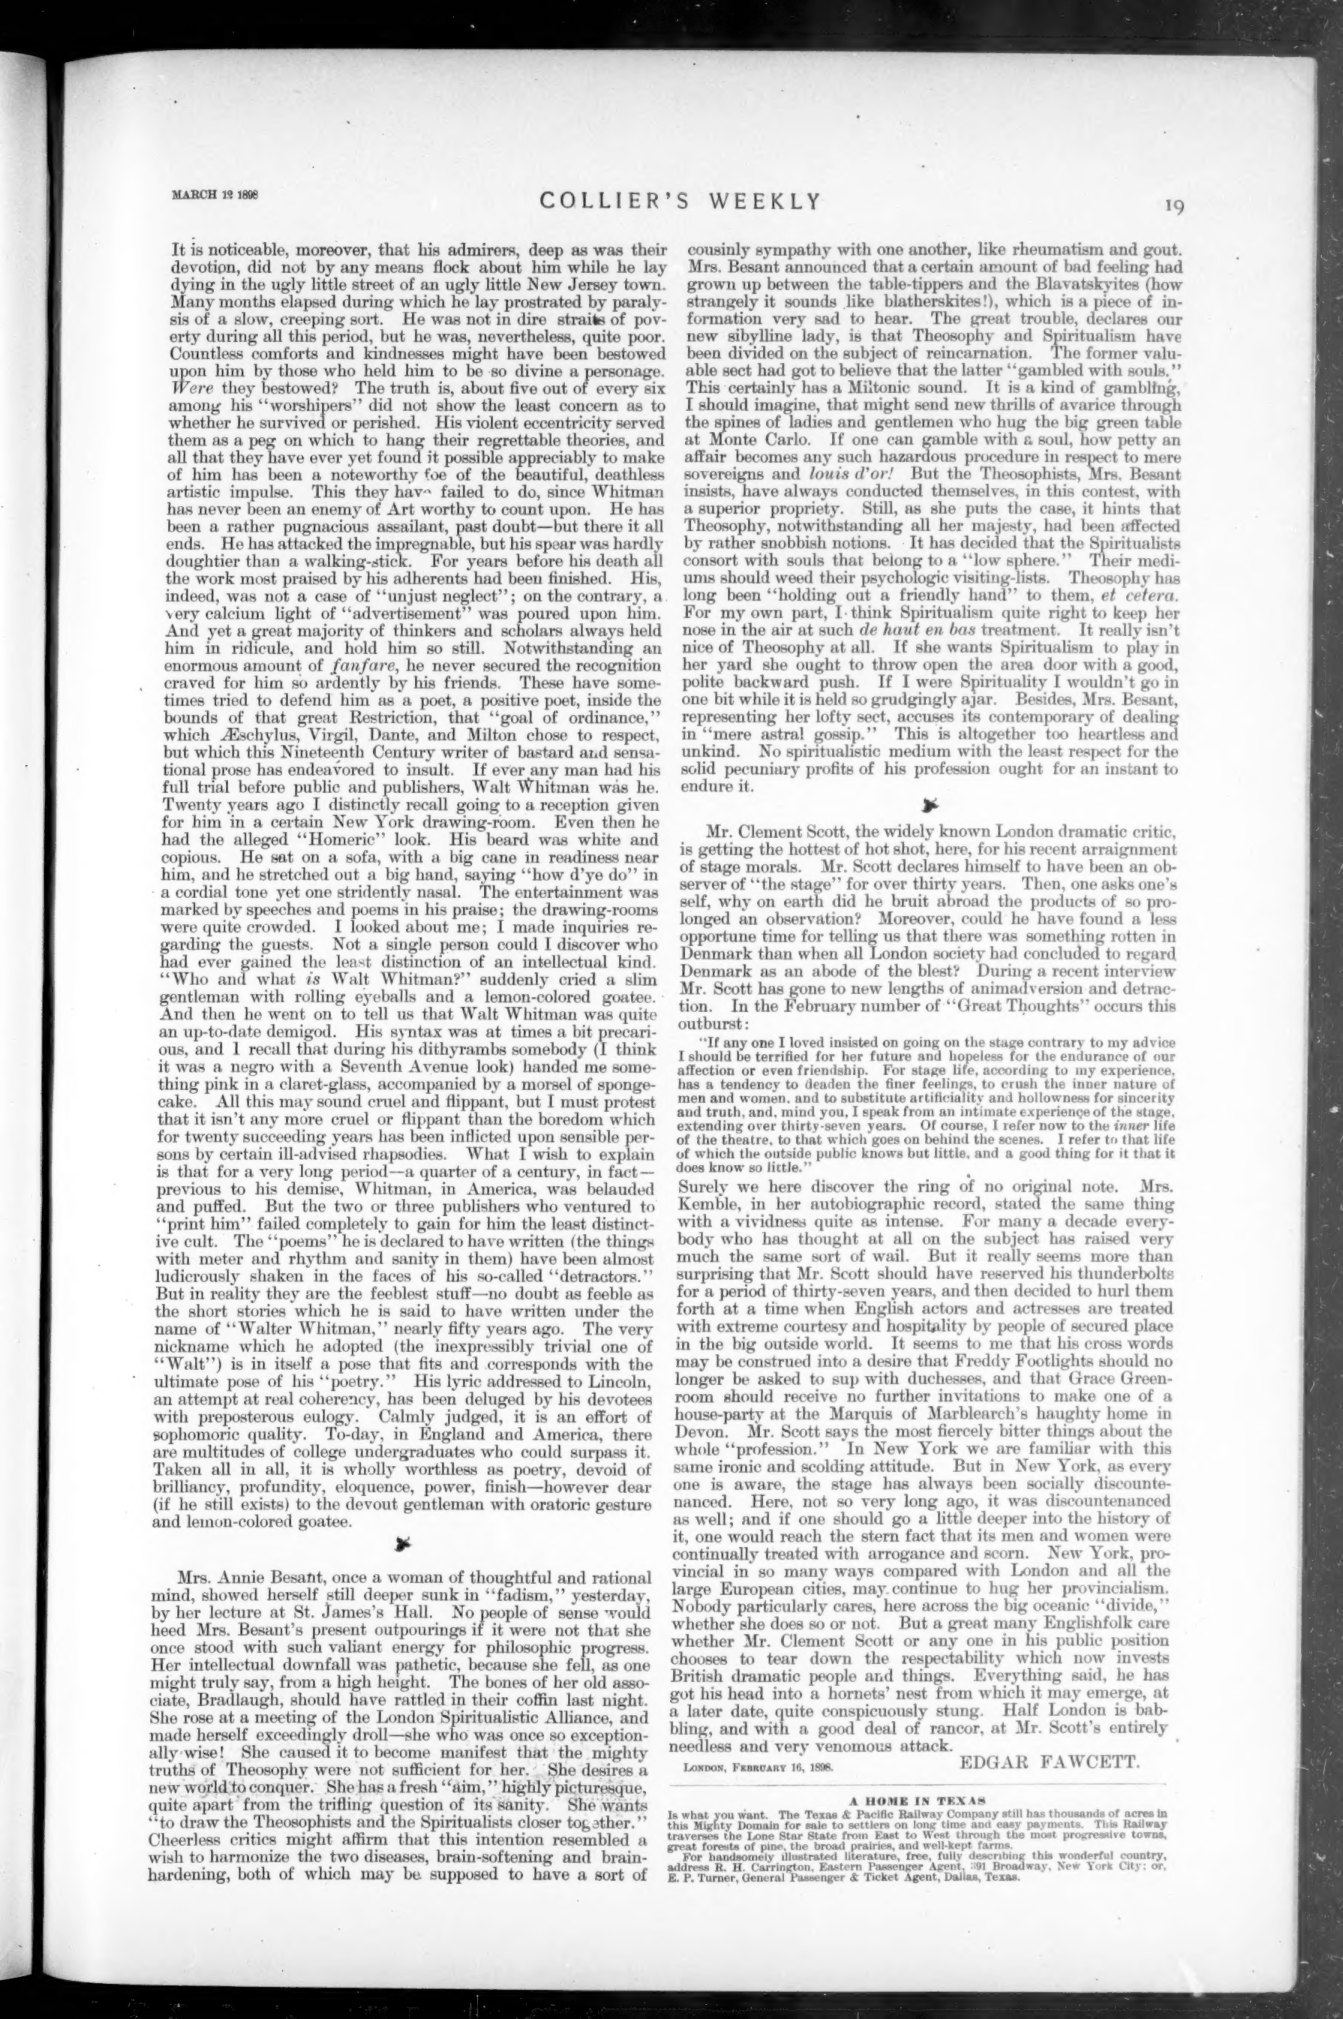 MARCH 12 1898
COLLIER'S WEEKLY
19
It is noticeable, moreover, that his admirers, deep as was their
devotion, did not by any means flock about him while he lay
dying in the ugly little street of an ugly little New Jersey town.
Many months elapsed during which he lay prostrated by paraly-
sis of a slow, creeping sort. He was not in dire straits of pov-
erty during all this period, but he was, nevertheless, quite poor.
Countless comforts and kindnesses might have been bestowed
upon him by those who held him to be so divine a personage.
Were they bestowed? The truth is, about five out of every six
among his "worshipers" did not show the least concern as to
whether he survived or perished. His violent eccentricity served
them as a peg on which to hang their regrettable theories, and
all that they have ever yet found it possible appreciably to make
of him has been a noteworthy foe of the beautiful, deathless
artistic impulse. This they have failed to do, since Whitman
has never been an enemy of Art worthy to count upon. He has
been a rather pugnacious assailant, past doubt—but there it all
ends. He has attacked the impregnable, but his spear was hardly
doughtier than a walking-stick. For years before his death all
the work most praised by his adherents had been finished. His,
indeed, was not a case of "unjust neglect"; on the contrary, a
very calcium light of "advertisement" was poured upon him.
And yet a great majority of thinkers and scholars always held
him in ridicule, and hold him so still. Notwithstanding an
enormous amount of fanfare, he never secured the recognition
craved for him so ardently by his friends. These have some-
times tried to defend him as a poet, a positive poet, inside the
bounds of that great Restriction, that "goal of ordinance,"
which Æschylus, Virgil, Dante, and Milton chose to respect,
but which this Nineteenth Century writer of bastard and sensa-
tional prose has endeavored to insult. If ever any man had his
full trial before public and publishers, Walt Whitman was he.
Twenty years ago I distinctly recall going to a reception given
for him in a certain New York drawing-room. Even then he
had the alleged "Homeric" look. His beard was white and
copious. He sat on a sofa, with a big cane in readiness near
him, and he stretched out a big hand, saying "how d'ye do" in
a cordial tone yet one stridently nasal. The entertainment was
marked by speeches and poems in his praise; the drawing-rooms
were quite crowded. I looked about me; I made inquiries re-
garding the guests. Not a single person could I discover who
had ever gained the least distinction of an intellectual kind.
"Who and what is Walt Whitman?" suddenly cried a slim
gentleman with rolling eyeballs and a lemon-colored goatee.
And then he went on to tell us that Walt Whitman was quite
an up-to-date demigod. His syntax was at times a bit precari-
ous, and I recall that during his dithyrambs somebody (I think
it was a negro with a Seventh Avenue look) handed me some-
thing pink in a claret-glass, accompanied by a morsel of sponge-
cake. All this may sound cruel and flippant, but I must protest
that it isn't any more cruel or flippant than the boredom which
for twenty succeeding years has been inflicted upon sensible per-
sons by certain ill-advised rhapsodies. What I wish to explain
is that for a very long period—a quarter of a century, in fact—
previous to his demise, Whitman, in America, was belauded
and puffed. But the two or three publishers who ventured to
"print him" failed completely to gain for him the least distinct-
ive cult. The "poems" he is declared to have written (the things
with meter and rhythm and sanity in them) have been almost
ludicrously shaken in the faces of his so-called "detractors."
But in reality they are the feeblest stuff—no doubt as feeble as
the short stories which he is said to have written under the
name of "Walter Whitman," nearly fifty years ago. The very
nickname which he adopted (the inexpressibly trivial one of
"Walt") is in itself a pose that fits and corresponds with the
ultimate pose of his "poetry." His lyric addressed to Lincoln,
an attempt at real coherency, has been deluged by his devotees
with preposterous eulogy. Calmly judged, it is an effort of
sophomoric quality. To-day, in England and America, there
are multitudes of college undergraduates who could surpass it.
Taken all in all, it is wholly worthless as poetry, devoid of
brilliancy, profundity, eloquence, power, finish—however dear
(if he still exists) to the devout gentleman with oratoric gesture
and lemon-colored goatee.
Mrs. Annie Besant, once a woman of thoughtful and rational
mind, showed herself still deeper sunk in "fadism," yesterday,
by her lecture at St. James's Hall. No people of sense would
heed Mrs. Besant's present outpourings if it were not that she
once stood with such valiant energy for philosophic progress.
Her intellectual downfall was pathetic, because she fell, as one
might truly say, from a high height. The bones of her old asso-
ciate, Bradlaugh, should have rattled in their coffin last night.
She rose at a meeting of the London Spiritualistic Alliance, and
made herself exceedingly droll—she who was once so exception-
ally wise! She caused it to become manifest that the mighty
truths of Theosophy were not sufficient for her. She desires a
new world to conquer. She has a fresh "aim," highly picturesque,
quite apart from the trifling question of its sanity. She wants
"to draw the Theosophists and the Spiritualists closer together."
Cheerless critics might affirm that this intention resembled a
wish to harmonize the two diseases, brain-softening and brain-
hardening, both of which may be supposed to have a sort of
cousinly sympathy with one another, like rheumatism and gout.
Mrs. Besant announced that a certain amount of bad feeling had
grown up between the table-tippers and the Blavatskyites (how
strangely it sounds like blatherskites!), which is a piece of in-
formation very sad to hear. The great trouble, declares our
new sibylline lady, is that Theosophy and Spiritualism have
been divided on the subject of reincarnation. The former valu-
able sect had got to believe that the latter "gambled with souls."
This certainly has a Miltonic sound. It is a kind of gambling,
I should imagine, that might send new thrills of avarice through
the spines of ladies and gentlemen who hug the big green table
at Monte Carlo. If one can gamble with a soul, how petty an
affair becomes any such hazardous procedure in respect to mere
sovereigns and louis d'or! But the Theosophists, Mrs. Besant
insists, have always conducted themselves, in this contest, with
a superior propriety. Still, as she puts the case, it hints that
Theosophy, notwithstanding all her majesty, had been affected
by rather snobbish notions. It has decided that the Spiritualists
consort with souls that belong to a "low sphere." Their medi-
ums should weed their psychologic visiting-lists. Theosophy has
long been "holding out a friendly hand" to them, et cetera.
For my own part, I think Spiritualism quite right to keep her
nose in the air at such de haut en bas treatment. It really isn't
nice of Theosophy at all. If she wants Spiritualism to play in
her yard she ought to throw open the area door with a good,
polite backward push. If I were Spirituality I wouldn't go in
one bit while it is held so grudgingly ajar. Besides, Mrs. Besant,
representing her lofty sect, accuses its contemporary of dealing
in "mere astral gossip." This is altogether too heartless and
unkind. No spiritualistic medium with the least respect for the
solid pecuniary profits of his profession ought for an instant to
endure it.
Mr. Clement Scott, the widely known London dramatic critic,
is getting the hottest of hot shot, here, for his recent arraignment
of stage morals. Mr. Scott declares himself to have been an ob-
server of "the stage" for over thirty years. Then, one asks one's
self, why on earth did he bruit abroad the products of so pro-
longed an observation? Moreover, could he have found a less
opportune time for telling us that there was something rotten in
Denmark than when all London society had concluded to regard
Denmark as an abode of the blest? During a recent interview
Mr. Scott has gone to new lengths of animadversion and detrac-
tion. In the February number of "Great Thoughts" occurs this
outburst:
"If any one I loved insisted on going on the stage contrary to my advice
I should be terrified for her future and hopeless for the endurance of our
affection or even friendship. For stage life, according to my experience,
has a tendency to deaden the finer feelings, to crush the inner nature of
men and women, and to substitute artificiality and hollowness for sincerity
and truth, and, mind you, I speak from an intimate experience of the stage,
extending over thirty-seven years. Of course, I refer now to the inner life
of the theatre, to that which goes on behind the scenes. I refer to that life
of which the outside public knows but little, and a good thing for it that it
does know so little."
Surely we here discover the ring of no original note. Mrs.
Kemble, in her autobiographic record, stated the same thing
with a vividness quite as intense. For many a decade every-
body who has thought at all on the subject has raised very
much the same sort of wail. But it really seems more than
surprising that Mr. Scott should have reserved his thunderbolts
for a period of thirty-seven years, and then decided to hurl them
forth at a time when English actors and actresses are treated
with extreme courtesy and hospitality by people of secured place
in the big outside world. It seems to me that his cross words
may be construed into a desire that Freddy Footlights should no
longer be asked to sup with duchesses, and that Grace Green-
room should receive no further invitations to make one of a
house-party at the Marquis of Marblearch's haughty home in
Devon. Mr. Scott says the most fiercely bitter things about the
whole "profession." In New York we are familiar with this
same ironic and scolding attitude. But in New York, as every
one is aware, the stage has always been socially discounte-
nanced. Here, not so very long ago, it was discountenanced
as well; and if one should go a little deeper into the history of
it, one would reach the stern fact that its men and women were
continually treated with arrogance and scorn. New York, pro-
vincial in so many ways compared with London and all the
large European cities, may continue to hug her provincialism.
Nobody particularly cares, here across the big oceanic "divide,"
whether she does so or not. But a great many Englishfolk care
whether Mr. Clement Scott or any one in his public position
chooses to tear down the respectability which now invests
British dramatic people and things. Everything said, he has
got his head into a hornets' nest from which it may emerge, at
a later date, quite conspicuously stung. Half London is bab-
bling, and with a good deal of rancor, at Mr. Scott's entirely
needless and very venomous attack.
EDGAR FAWCETT.
LONDON, FEBRUARY 16, 1898.
A HOME IN TEXAS
Is what you want. The Texas & Pacific Railway Company still has thousands of acres in
this Mighty Domain for sale to settlers on long time and easy payments. This Railway
traverses the Lone Star State from East to West through the most progressive towns,
great forests of pine, the broad prairies, and well-kept farms.
For handsomely illustrated literature, free, fully describing this wonderful country,
address R. H. Carrington, Eastern Passenger Agent, 391 Broadway, New York City; or,
E. P. Turner, General Passenger & Ticket Agent, Dallas, Texas.